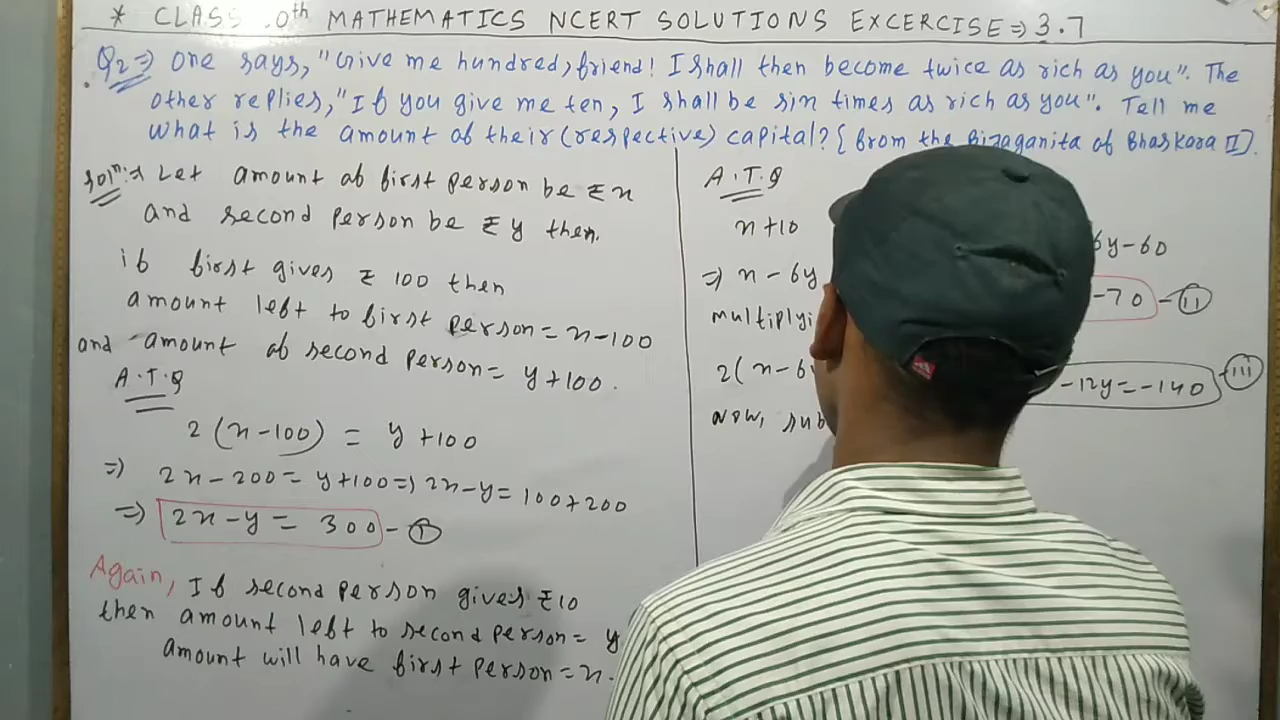 * CLASS 0th MATHEMATICS NCERT SOLUTIONS EXCERCISE ⇒ 3.7
Q2 ⇒ One says, "Give me hundred, friend! I shall then become twice as rich as you". The
other replies, "If you give me ten, I shall be six times as rich as you". Tell me
what is the amount of their (respective) capital? {From the Bijaganita of Bhaskara II}.
Solⁿ:→ Let amount of first person be ₹ x
and second person be ₹ y then.
if first gives ₹ 100 then
amount left to first person = x-100
and amount of second person = y+100.
A.T.Q
2(x-100) = y+100
⇒ 2x-200 = y+100 ⇒ 2x-y = 100+200
⇒ 2x-y = 300 - (I)
Again, If second person gives ₹10
then amount left to second person = y
amount will have first person = x.
A.T.Q
x+10 6y-60
⇒ x-6y -70 - (II)
multiplyi
2(x-6y -12y=-140 - (III)
now, sub